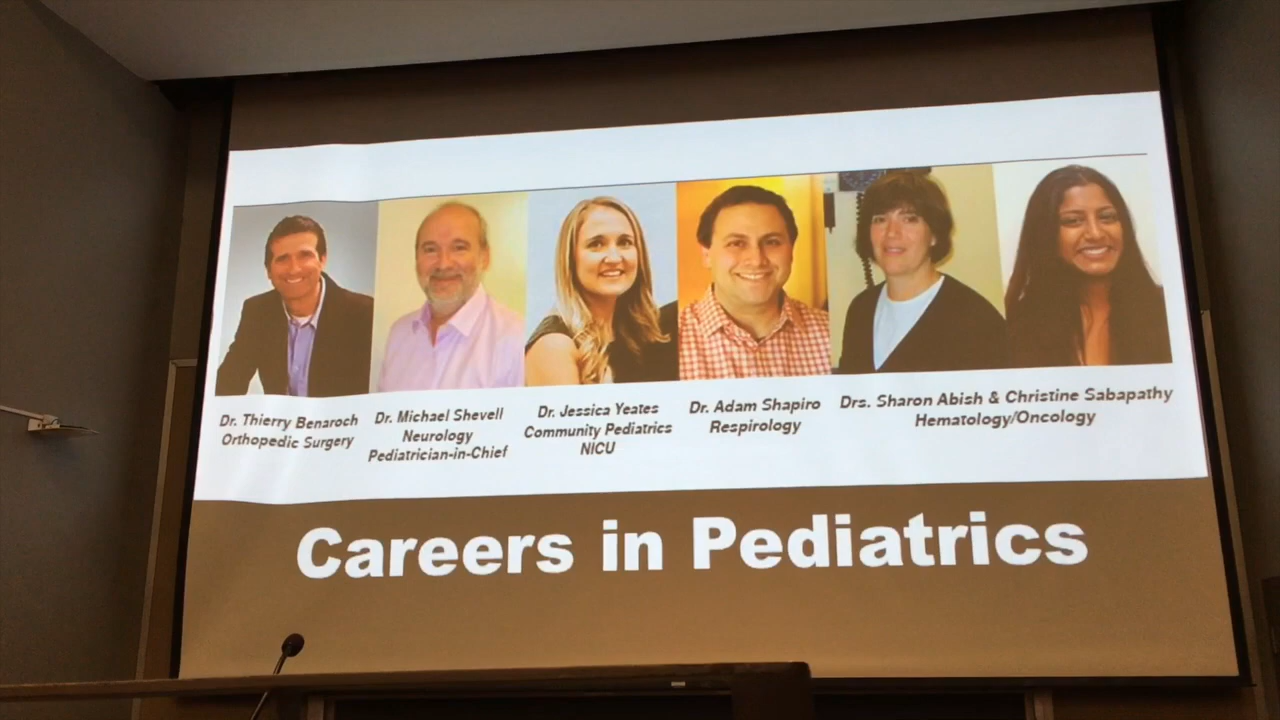 Dr. Thierry Benaroch
Orthopedic Surgery
Dr. Michael Shevell
Neurology
Pediatrician-in-Chief
Dr. Jessica Yeates
Community Pediatrics
NICU
Dr. Adam Shapiro
Respirology
Drs. Sharon Abish & Christine Sabapathy
Hematology/Oncology
Careers in Pediatrics